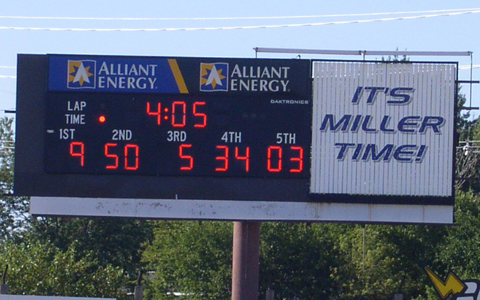 ALLIANT ENERGY. ALLIANT ENERGY.
DAKTRONICS
LAP TIME 4:05
1ST 2ND 3RD 4TH 5TH
9 50 5 34 03
IT'S
MILLER
TIME!